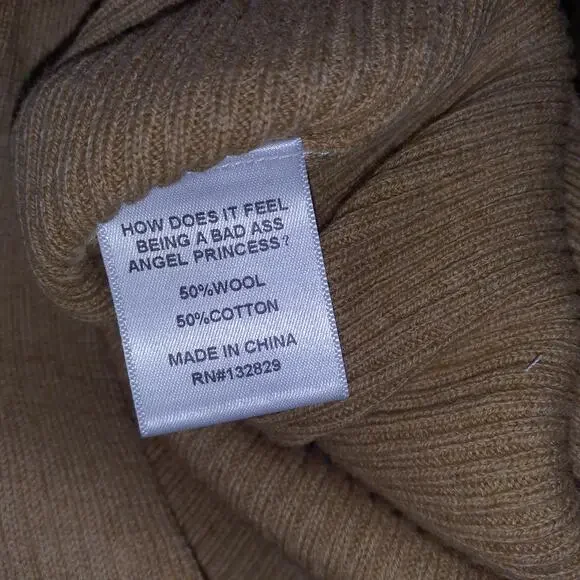 HOW DOES IT FEEL
BEING A BAD ASS
ANGEL PRINCESS?
50%WOOL
50%COTTON
MADE IN CHINA
RN#132829